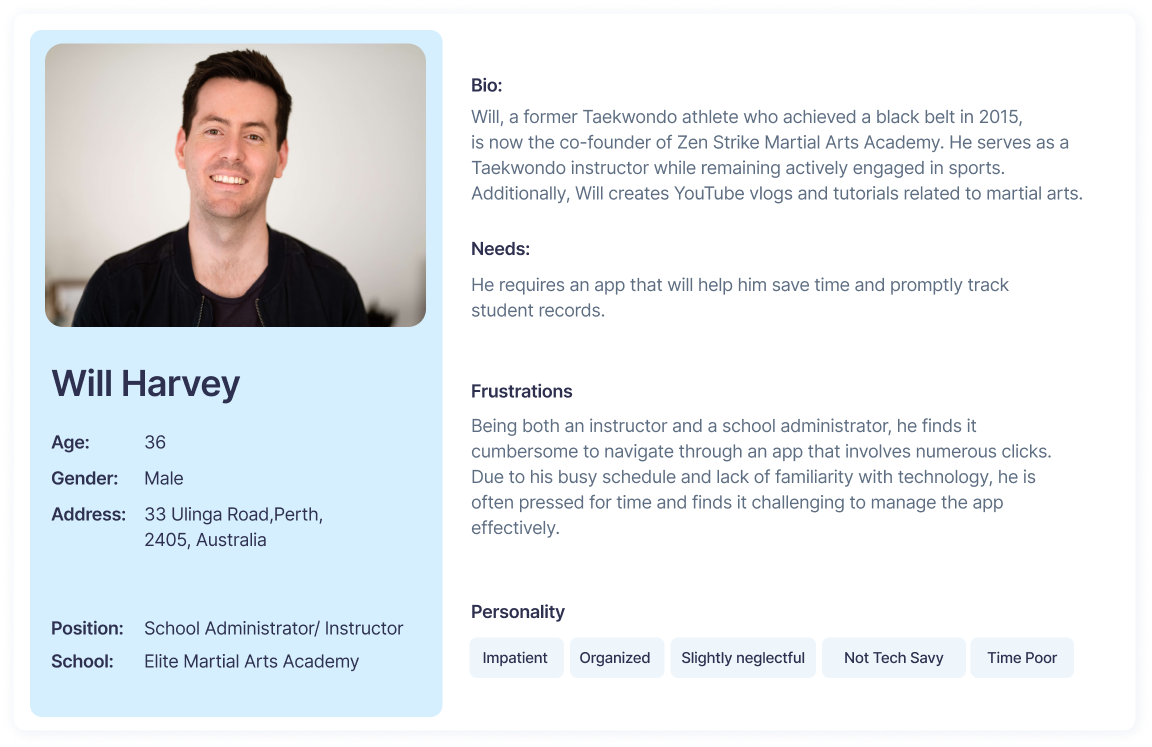 Will Harvey
Age: 36
Gender: Male
Address: 33 Ulinga Road,Perth,
2405, Australia
Position: School Administrator/ Instructor
School: Elite Martial Arts Academy
Bio:
Will, a former Taekwondo athlete who achieved a black belt in 2015,
is now the co-founder of Zen Strike Martial Arts Academy. He serves as a
Taekwondo instructor while remaining actively engaged in sports.
Additionally, Will creates YouTube vlogs and tutorials related to martial arts.
Needs:
He requires an app that will help him save time and promptly track
student records.
Frustrations
Being both an instructor and a school administrator, he finds it
cumbersome to navigate through an app that involves numerous clicks.
Due to his busy schedule and lack of familiarity with technology, he is
often pressed for time and finds it challenging to manage the app
effectively.
Personality
Impatient Organized Slightly neglectful Not Tech Savy Time Poor